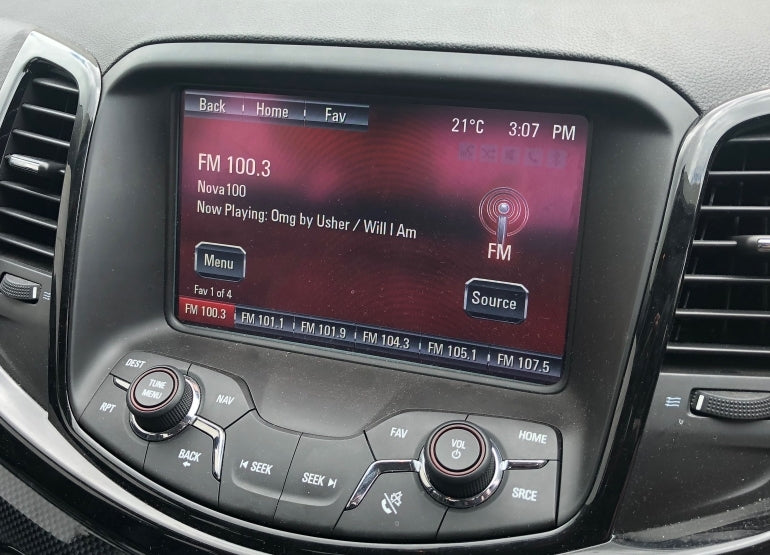 Back Home Fav
21°C 3:07 PM
FM 100.3
Nova100
Now Playing: Omg by Usher / Will I Am
FM
Menu
Source
Fav 1 of 4
FM 100.3 FM 101.1 FM 101.9 FM 104.3 FM 105.1 FM 107.5
DEST
TUNE
MENU
NAV
RPT
BACK
SEEK
SEEK
FAV
VOL
HOME
SRCE